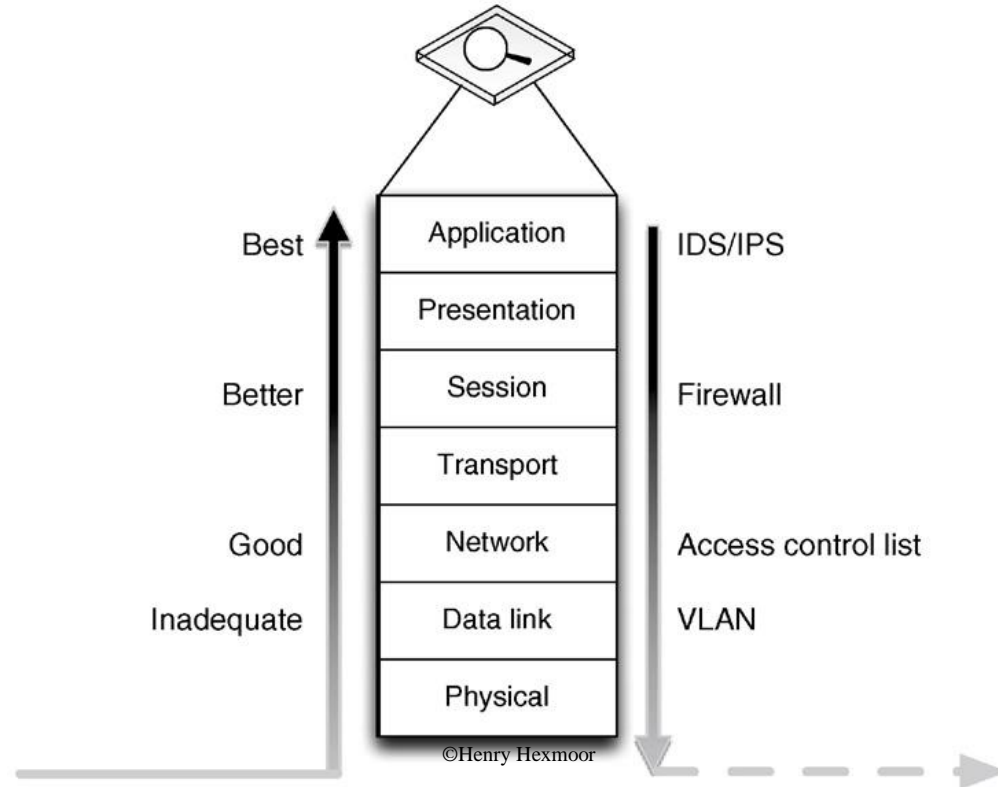 Best
Application
IDS/IPS
Presentation
Better
Session
Firewall
Transport
Good
Network
Access control list
Inadequate
Data link
VLAN
Physical
©Henry Hexmoor